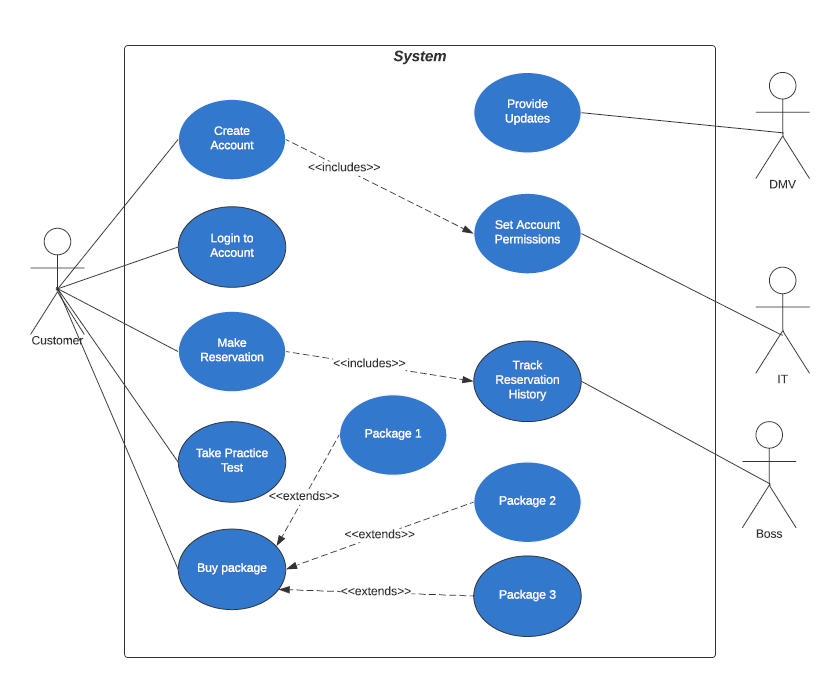 System
Create
Account
Provide
Updates
DMV
<<includes>>
Login to
Account
Set Account
Permissions
Customer
Make
Reservation
<<includes>>
Track
Reservation
History
IT
Package 1
Take Practice
Test
<<extends>>
Package 2
<<extends>>
Boss
Buy package
<<extends>>
Package 3